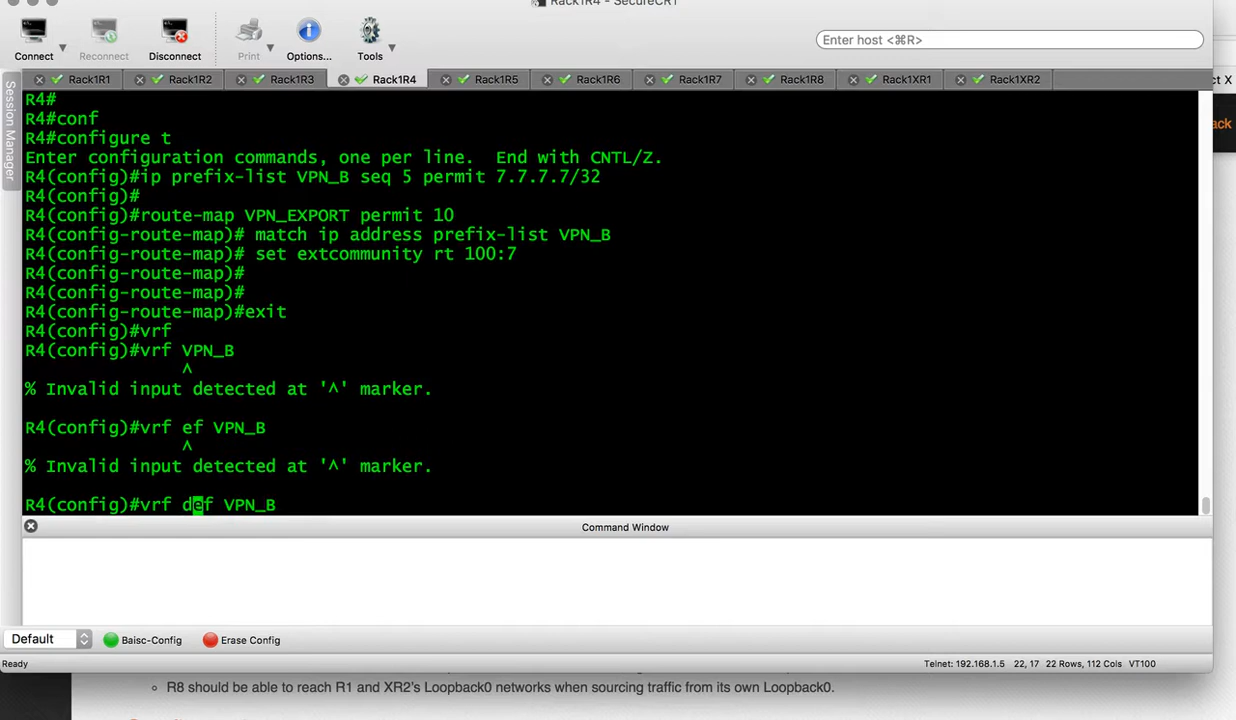 Rack1R4 - SecureCRT
Connect
Reconnect
Disconnect
Print
Options...
Tools
Enter host <⌘R>
Session Manager
Rack1R1
Rack1R2
Rack1R3
Rack1R4
Rack1R5
Rack1R6
Rack1R7
Rack1R8
Rack1XR1
Rack1XR2
R4#
R4#conf
R4#configure t
Enter configuration commands, one per line.  End with CNTL/Z.
R4(config)#ip prefix-list VPN_B seq 5 permit 7.7.7.7/32
R4(config)#
R4(config)#route-map VPN_EXPORT permit 10
R4(config-route-map)# match ip address prefix-list VPN_B
R4(config-route-map)# set extcommunity rt 100:7
R4(config-route-map)#
R4(config-route-map)#
R4(config-route-map)#exit
R4(config)#vrf
R4(config)#vrf VPN_B
^
% Invalid input detected at '^' marker.
R4(config)#vrf ef VPN_B
^
% Invalid input detected at '^' marker.
R4(config)#vrf def VPN_B
Command Window
Default
Baisc-Config
Erase Config
Ready
Telnet: 192.168.1.5  22, 17  22 Rows, 112 Cols  VT100
R8 should be able to reach R1 and XR2's Loopback0 networks when sourcing traffic from its own Loopback0.